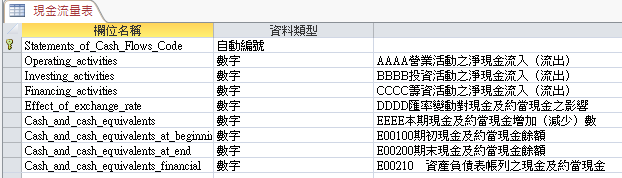 現金流量表
欄位名稱 資料類型
Statements_of_Cash_Flows_Code 自動編號
Operating_activities 數字 AAAA營業活動之淨現金流入（流出）
Investing_activities 數字 BBBB投資活動之淨現金流入（流出）
Financing_activities 數字 CCCC籌資活動之淨現金流入（流出）
Effect_of_exchange_rate 數字 DDDD匯率變動對現金及約當現金之影響
Cash_and_cash_equivalents 數字 EEEE本期現金及約當現金增加（減少）數
Cash_and_cash_equivalents_at_beginnin 數字 E00100期初現金及約當現金餘額
Cash_and_cash_equivalents_at_end 數字 E00200期末現金及約當現金餘額
Cash_and_cash_equivalents_financial 數字 E00210 資產負債表帳列之現金及約當現金